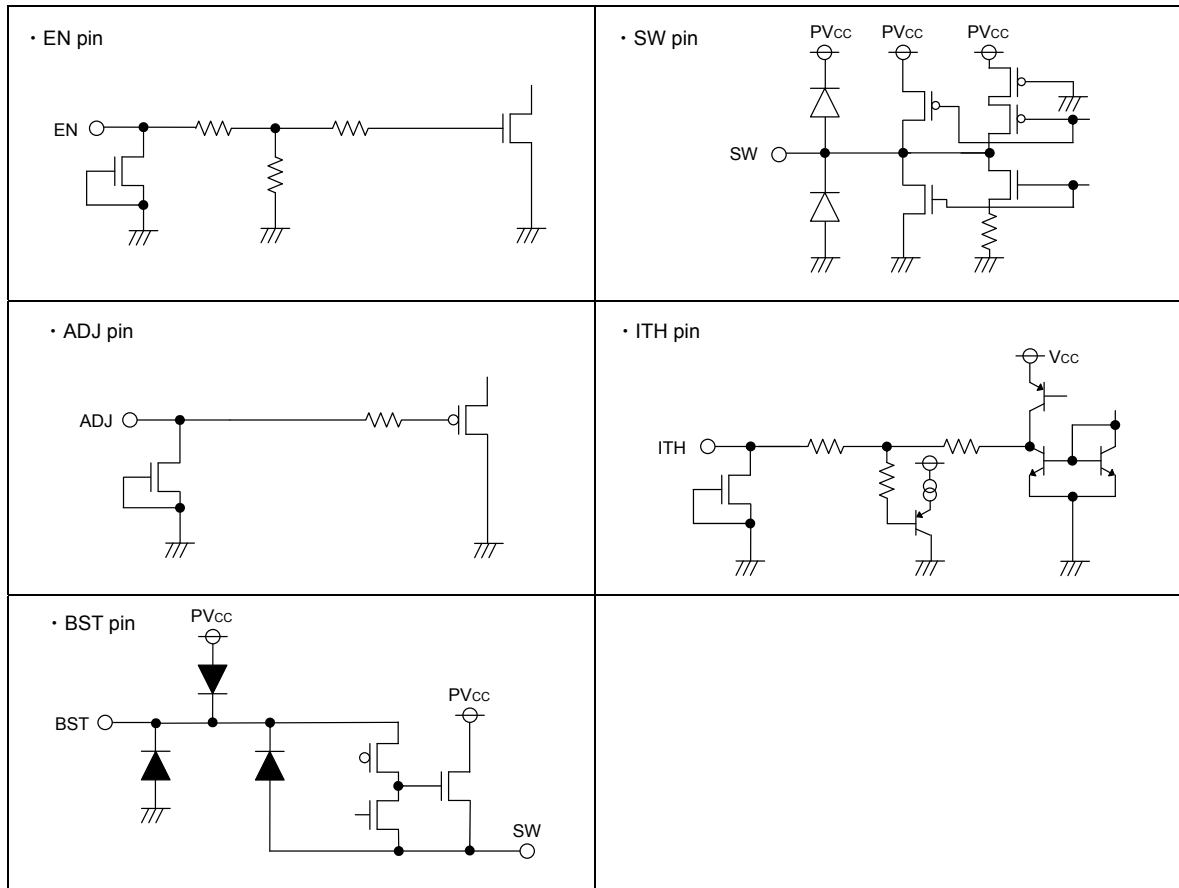 ・EN pin
EN
・SW pin
PVcc PVcc PVcc
SW
・ADJ pin
ADJ
・ITH pin
Vcc
ITH
・BST pin
PVcc
PVcc
BST
SW